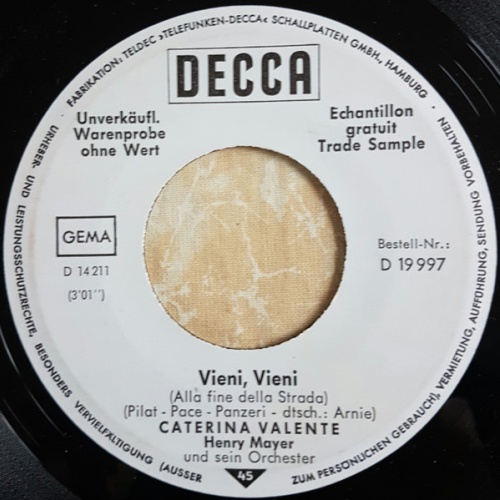 FABRIKATION: TELDEC »TELEFUNKEN-DECCA« SCHALLPLATTEN GMBH., HAMBURG
DECCA
Unverkäufl.
Warenprobe
ohne Wert
Echantillon
gratuit
Trade Sample
GEMA
D 14 211
(3'01'')
Bestell-Nr.:
D 19 997
Vieni, Vieni
(Alla fine della Strada)
(Pilat - Pace - Panzeri - dtsch.: Arnie)
CATERINA VALENTE
Henry Mayer
und sein Orchester
45
URHEBER- UND LEISTUNGSSCHUTZRECHTE, BESONDERS VERVIELFÄLTIGUNG (AUSSER ZUM PERSÖNLICHEN GEBRAUCH), VERMIETUNG, AUFFÜHRUNG, SENDUNG VORBEHALTEN